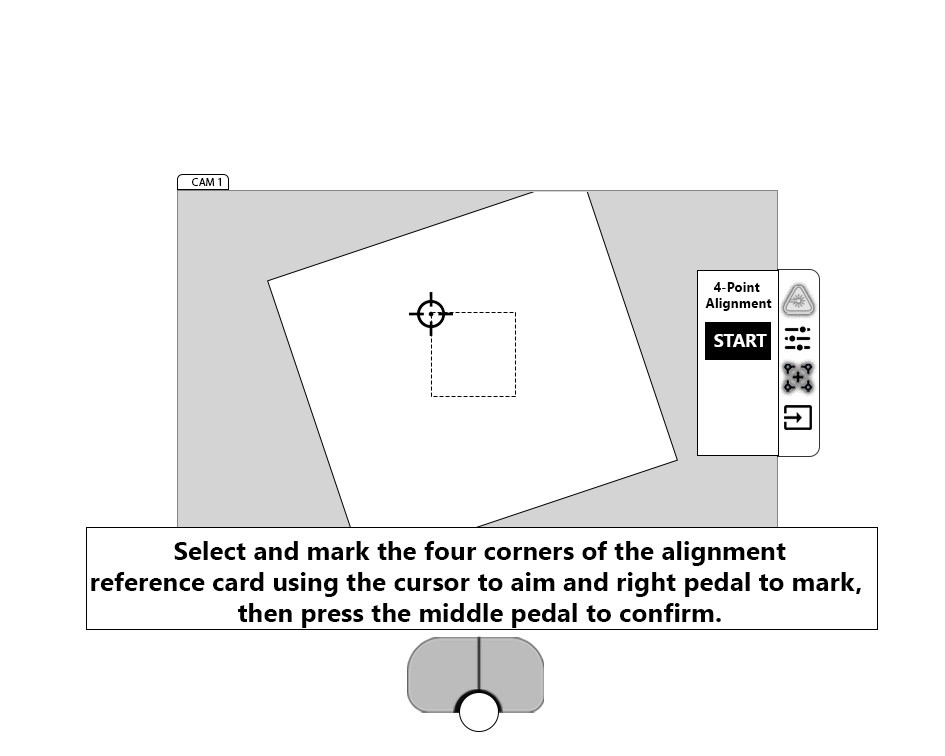 CAM 1
4-Point
Alignment
START
Select and mark the four corners of the alignment
reference card using the cursor to aim and right pedal to mark,
then press the middle pedal to confirm.